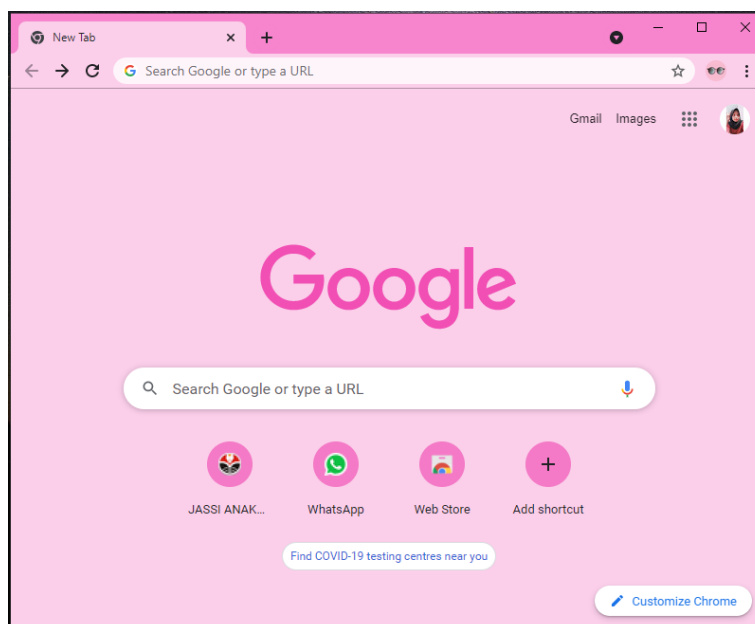 New Tab
Search Google or type a URL
Gmail Images
Google
Search Google or type a URL
JASSI ANAK... WhatsApp Web Store Add shortcut
Find COVID-19 testing centres near you
Customize Chrome